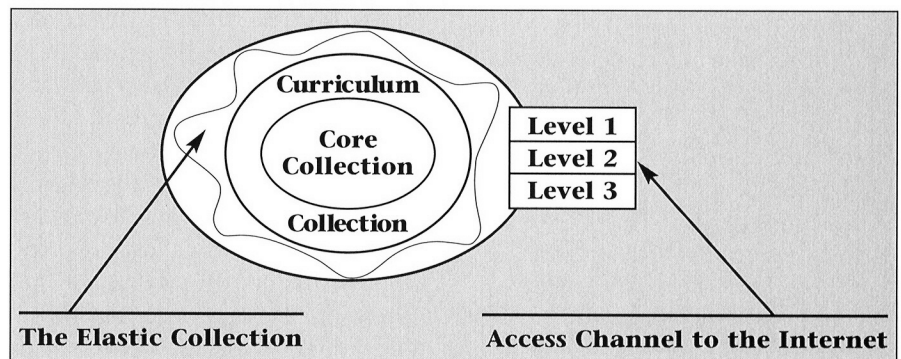 Curriculum
Core
Collection
Collection
Level 1
Level 2
Level 3
The Elastic Collection
Access Channel to the Internet